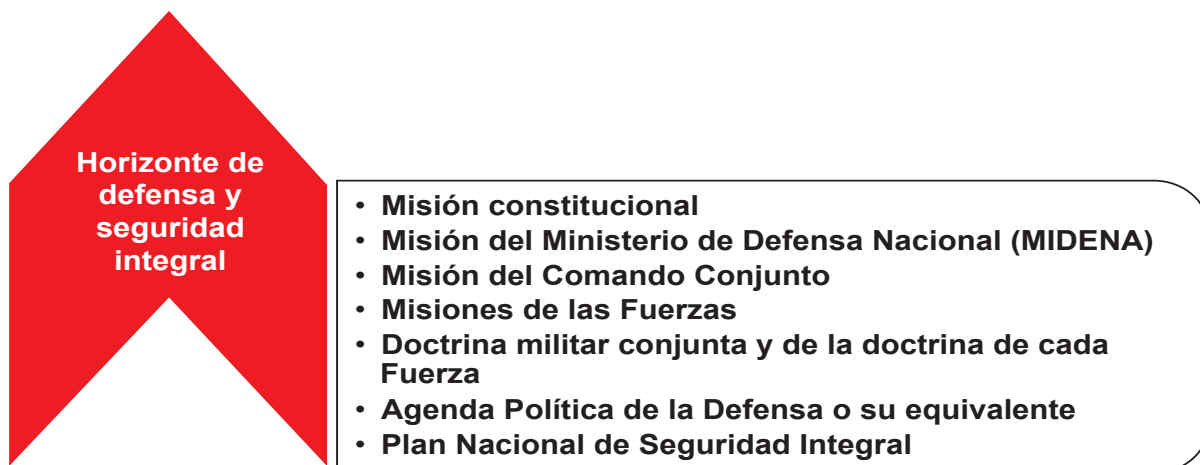 Horizonte de
defensa y
seguridad
integral
• Misión constitucional
• Misión del Ministerio de Defensa Nacional (MIDENA)
• Misión del Comando Conjunto
• Misiones de las Fuerzas
• Doctrina militar conjunta y de la doctrina de cada
Fuerza
• Agenda Política de la Defensa o su equivalente
• Plan Nacional de Seguridad Integral